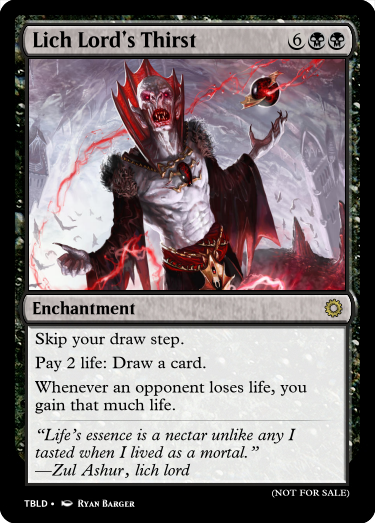 Lich Lord's Thirst 6
Enchantment
Skip your draw step.
Pay 2 life: Draw a card.
Whenever an opponent loses life, you
gain that much life.
“Life’s essence is a nectar unlike any I
tasted when I lived as a mortal.”
—Zul Ashur, lich lord
(NOT FOR SALE)
TBLD • Ryan Barger